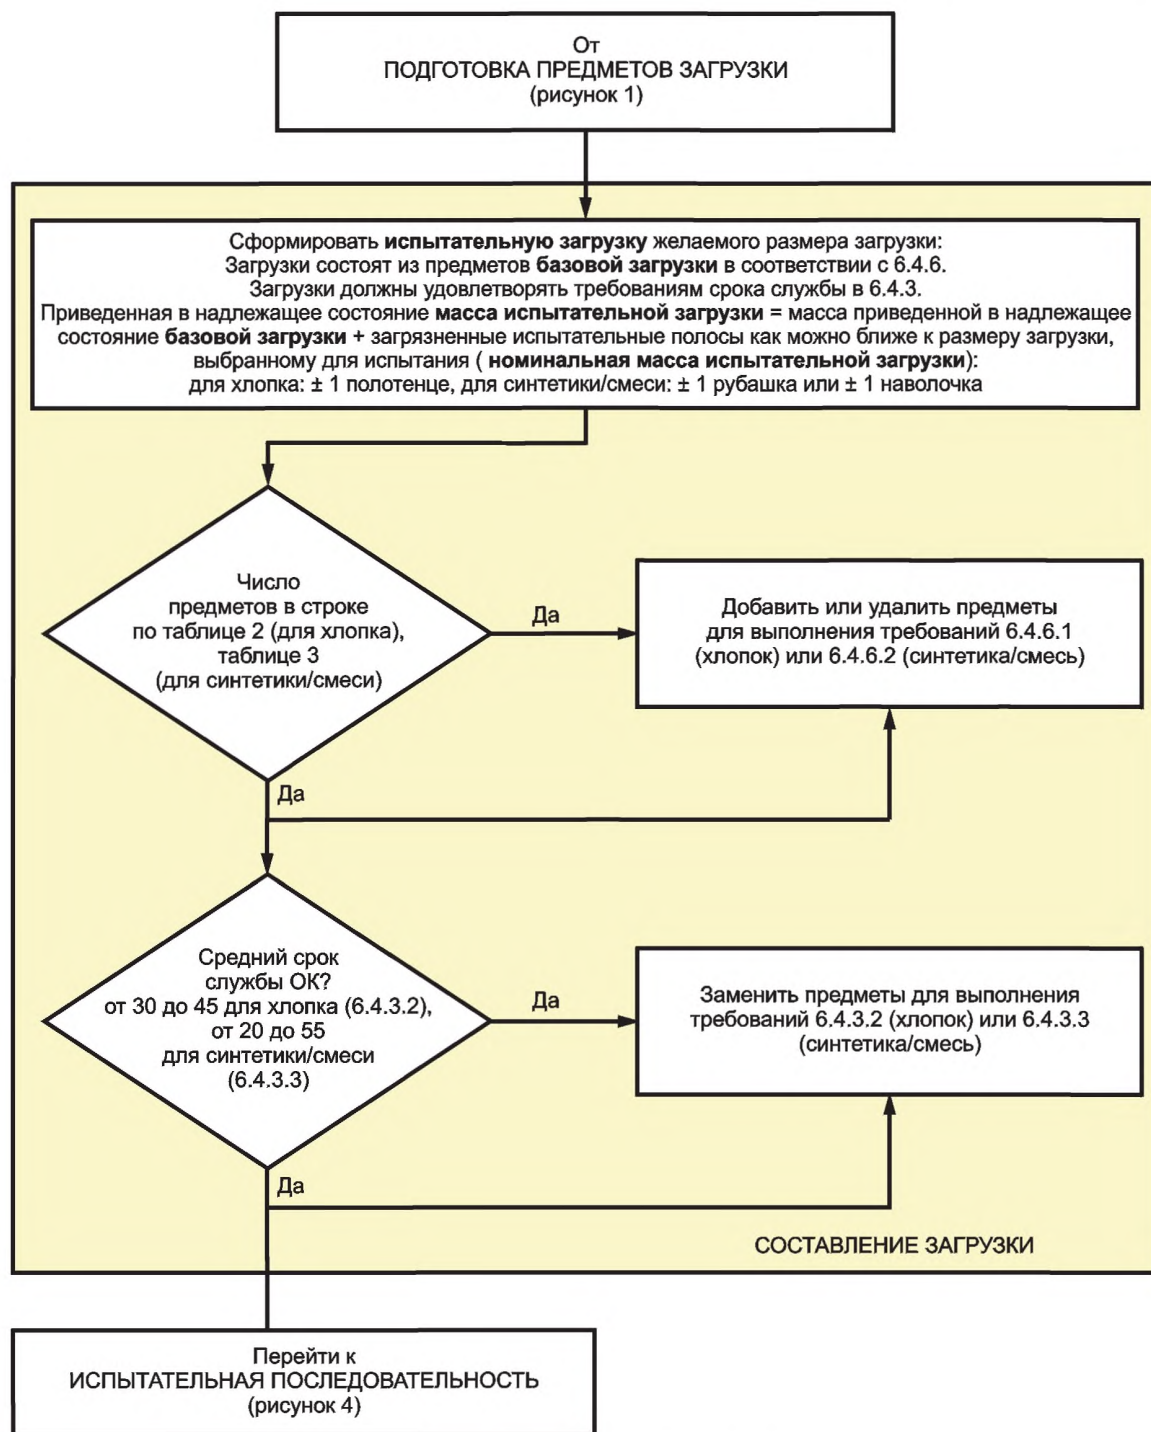 От
ПОДГОТОВКА ПРЕДМЕТОВ ЗАГРУЗКИ
(рисунок 1)
Сформировать испытательную загрузку желаемого размера загрузки:
Загрузки состоят из предметов базовой загрузки в соответствии с 6.4.6.
Загрузки должны удовлетворять требованиям срока службы в 6.4.3.
Приведенная в надлежащее состояние масса испытательной загрузки = масса приведенной в надлежащее
состояние базовой загрузки + загрязненные испытательные полосы как можно ближе к размеру загрузки,
выбранному для испытания ( номинальная масса испытательной загрузки):
для хлопка: ± 1 полотенце, для синтетики/смеси: ± 1 рубашка или ± 1 наволочка
Число
предметов в строке
по таблице 2 (для хлопка),
таблице 3
(для синтетики/смеси)
Да
Добавить или удалить предметы
для выполнения требований 6.4.6.1
(хлопок) или 6.4.6.2 (синтетика/смесь)
Да
Средний срок
службы ОК?
от 30 до 45 для хлопка (6.4.3.2),
от 20 до 55
для синтетики/смеси
(6.4.3.3)
Да
Заменить предметы для выполнения
требований 6.4.3.2 (хлопок) или 6.4.3.3
(синтетика/смесь)
Да
СОСТАВЛЕНИЕ ЗАГРУЗКИ
Перейти к
ИСПЫТАТЕЛЬНАЯ ПОСЛЕДОВАТЕЛЬНОСТЬ
(рисунок 4)